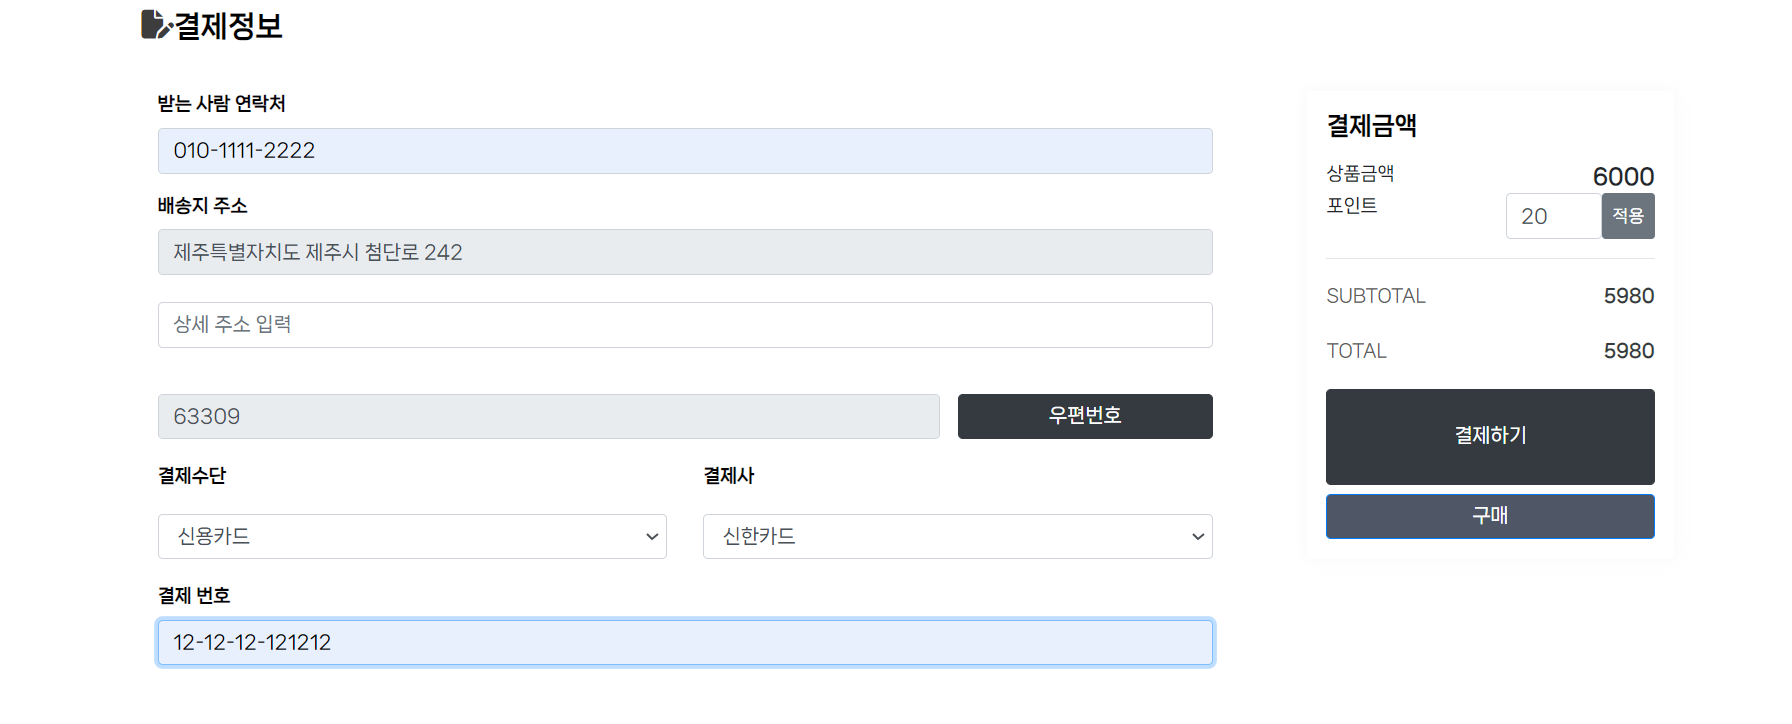 결제정보
받는 사람 연락처
010-1111-2222
배송지 주소
제주특별자치도 제주시 첨단로 242
상세 주소 입력
63309 우편번호
결제수단 결제사
신용카드 신한카드
결제 번호
12-12-12-121212
결제금액
상품금액 6000
포인트 20 적용
SUBTOTAL 5980
TOTAL 5980
결제하기
구매